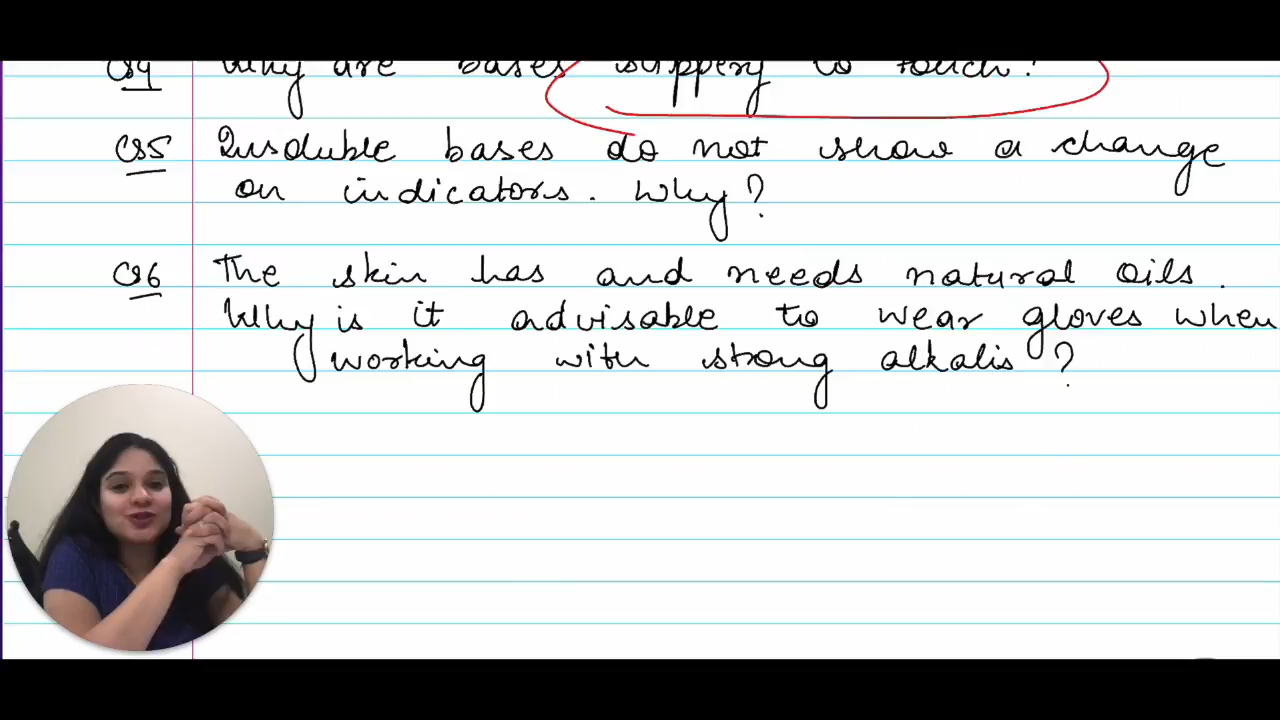 Q4 Why are bases slippery to touch?
Q5 Insoluble bases do not show a change
on indicators. Why?
Q6 The skin has and needs natural oils.
Why is it advisable to wear gloves when
working with strong alkalis?